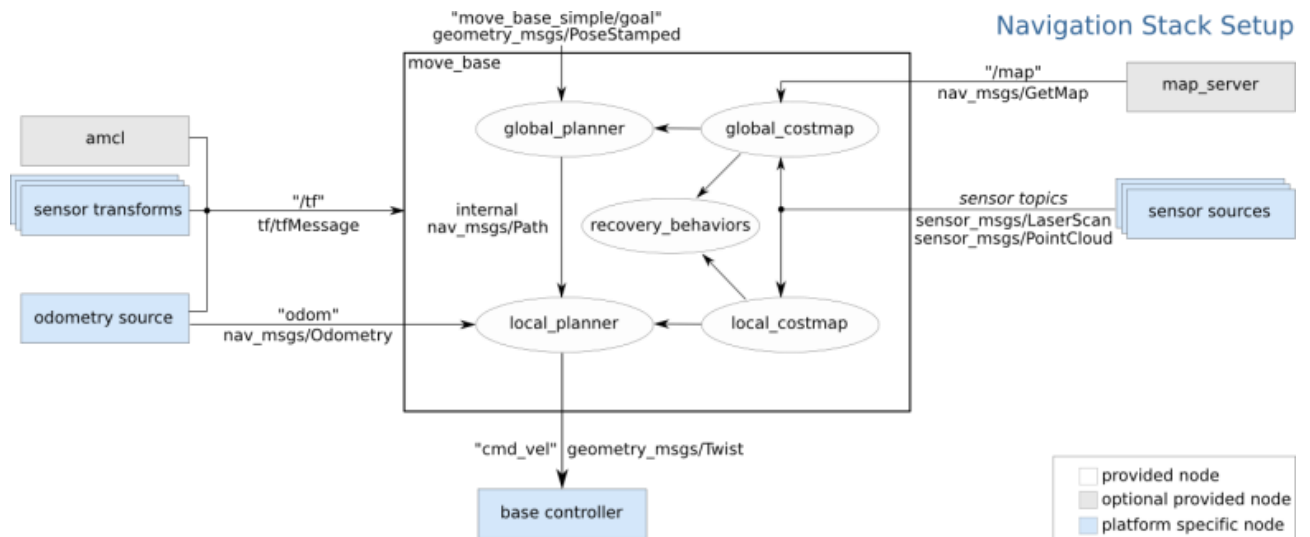 Navigation Stack Setup
"move_base_simple/goal"
geometry_msgs/PoseStamped
move_base
"/map"
nav_msgs/GetMap
map_server
global_planner
global_costmap
amcl
sensor transforms
"/tf"
tf/tfMessage
internal
nav_msgs/Path
recovery_behaviors
sensor topics
sensor_msgs/LaserScan
sensor_msgs/PointCloud
sensor sources
odometry source
"odom"
nav_msgs/Odometry
local_planner
local_costmap
"cmd_vel" geometry_msgs/Twist
base controller
provided node
optional provided node
platform specific node